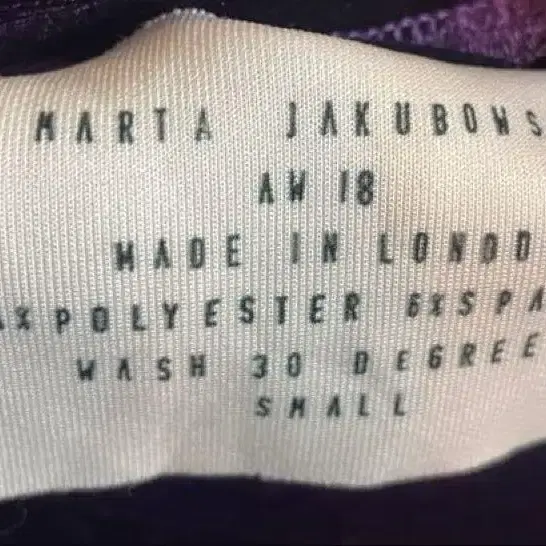 MARTA JAKUBOWS
AW 18
MADE IN LONDO
% POLYESTER 6% SPA
WASH 30 DEGREE
SMALL